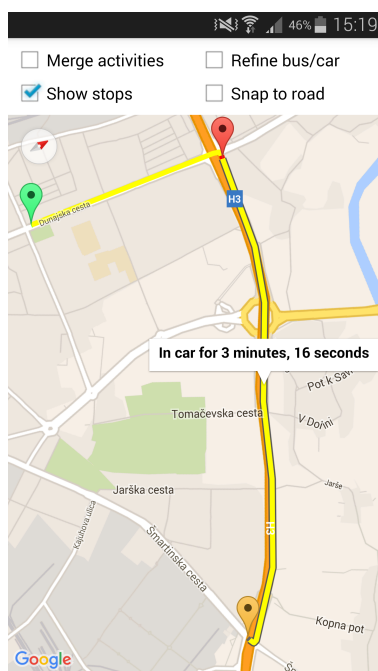 46% 15:19
Merge activities
Refine bus/car
Show stops
Snap to road
Dunajska cesta
H3
In car for 3 minutes, 16 seconds
Pot k Savi
Tomačevska cesta
V Dovjni
Jarše
Jarška cesta
Kajuhova ulica
H3
Šmartinska cesta
Kopna pot
Google